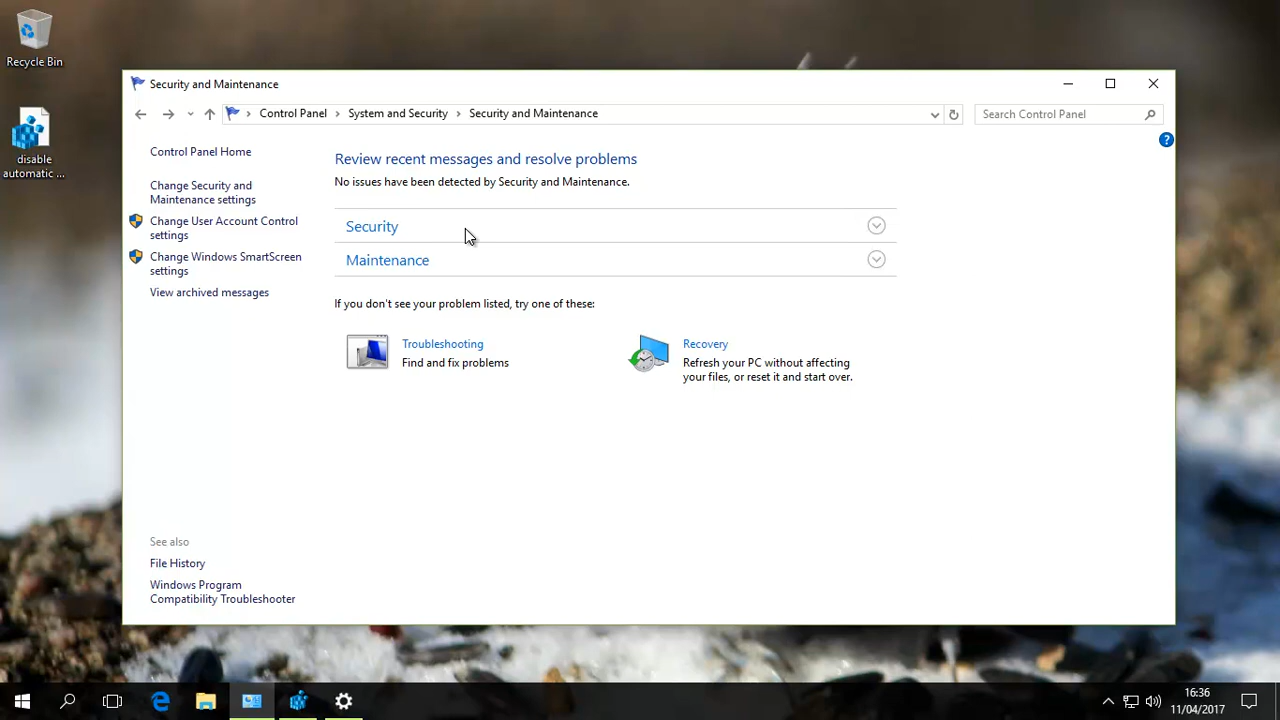 Recycle Bin
disable
automatic ...
Security and Maintenance
Control Panel > System and Security > Security and Maintenance
Search Control Panel
Control Panel Home
Change Security and
Maintenance settings
Change User Account Control
settings
Change Windows SmartScreen
settings
View archived messages
Review recent messages and resolve problems
No issues have been detected by Security and Maintenance.
Security
Maintenance
If you don't see your problem listed, try one of these:
Troubleshooting
Find and fix problems
Recovery
Refresh your PC without affecting
your files, or reset it and start over.
See also
File History
Windows Program
Compatibility Troubleshooter
16:36
11/04/2017